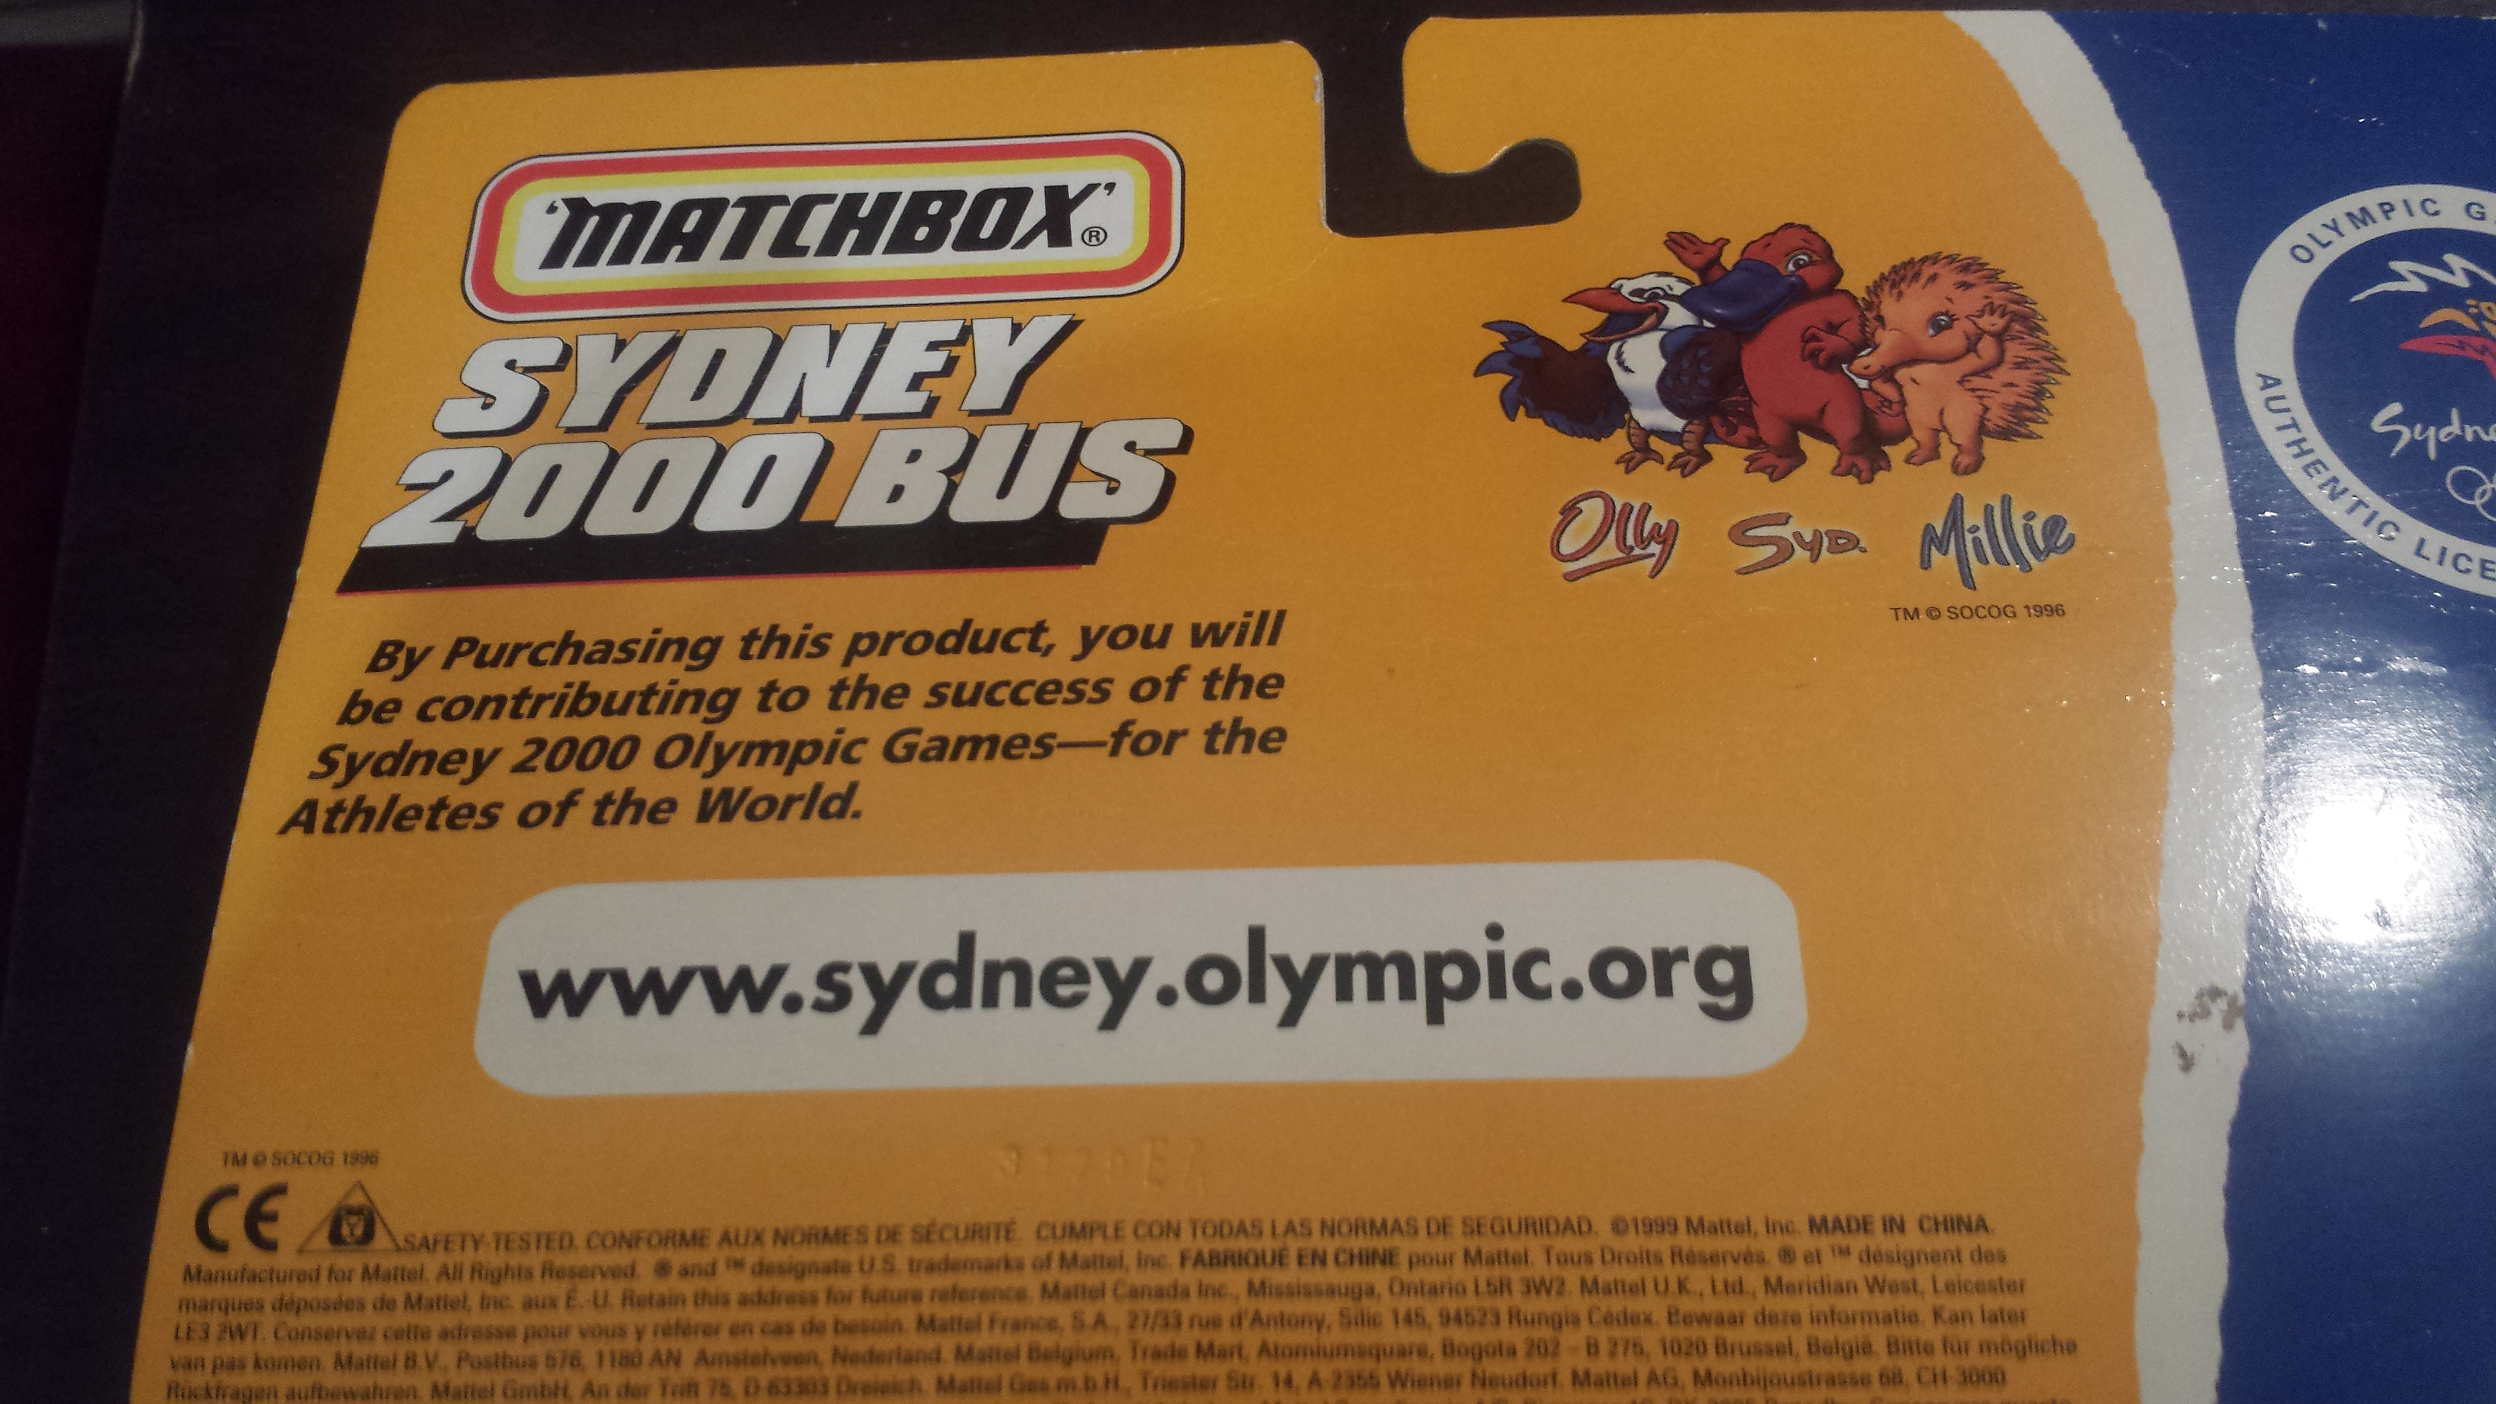 'MATCHBOX'®
SYDNEY
2000 BUS
Olly Syd. Millie
TM © SOCOG 1996
By Purchasing this product, you will
be contributing to the success of the
Sydney 2000 Olympic Games—for the
Athletes of the World.
www.sydney.olympic.org
OLYMPIC
AUTHENTIC
TM © SOCOG 1996
CE
SAFETY-TESTED. CONFORME AUX NORMES DE SÉCURITÉ. CUMPLE CON TODAS LAS NORMAS DE SEGURIDAD. ©1999 Mattel, Inc. MADE IN CHINA.
Manufactured for Mattel. All Rights Reserved. ® and ™ designate U.S. trademarks of Mattel, Inc. FABRIQUÉ EN CHINE pour Mattel. Tous Droits Réservés. ® et ™ désignent des
marques déposées de Mattel, Inc. aux É.-U. Retain this address for future reference. Mattel Canada Inc., Mississauga, Ontario L5R 3W2. Mattel U.K., Ltd., Meridian West, Leicester
LE3 2WT. Conservez cette adresse pour vous y référer en cas de besoin. Mattel France, S.A., 27/33 rue d'Antony, Silic 145, 94523 Rungis Cédex. Bewaar deze informatie. Kan later
van pas komen. Mattel B.V., Postbus 576, 1180 AN Amstelveen, Nederland. Mattel Belgium, Trade Mart, Atomiumsquare, Bogota 202 - B 275, 1020 Brussel, België. Bitte für mögliche
Rückfragen aufbewahren. Mattel GmbH, An der Trift 75, D-63303 Dreieich. Mattel Ges.m.b.H., Triester Str. 14, A-2355 Wiener Neudorf. Mattel AG, Monbijoustrasse 68, CH-3000